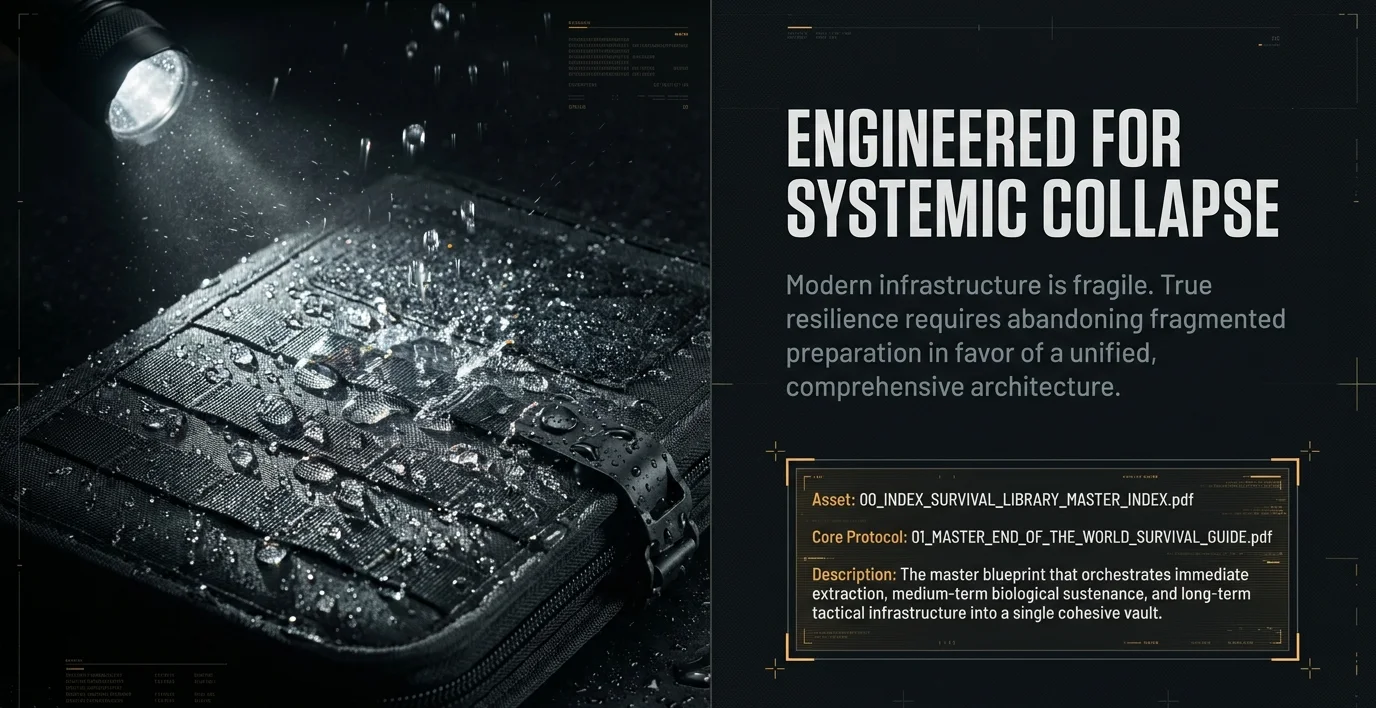 ENGINEERED FOR
SYSTEMIC COLLAPSE
Modern infrastructure is fragile. True
resilience requires abandoning fragmented
preparation in favor of a unified,
comprehensive architecture.
Asset: 00_INDEX_SURVIVAL_LIBRARY_MASTER_INDEX.pdf
Core Protocol: 01_MASTER_END_OF_THE_WORLD_SURVIVAL_GUIDE.pdf
Description: The master blueprint that orchestrates immediate
extraction, medium-term biological sustenance, and long-term
tactical infrastructure into a single cohesive vault.